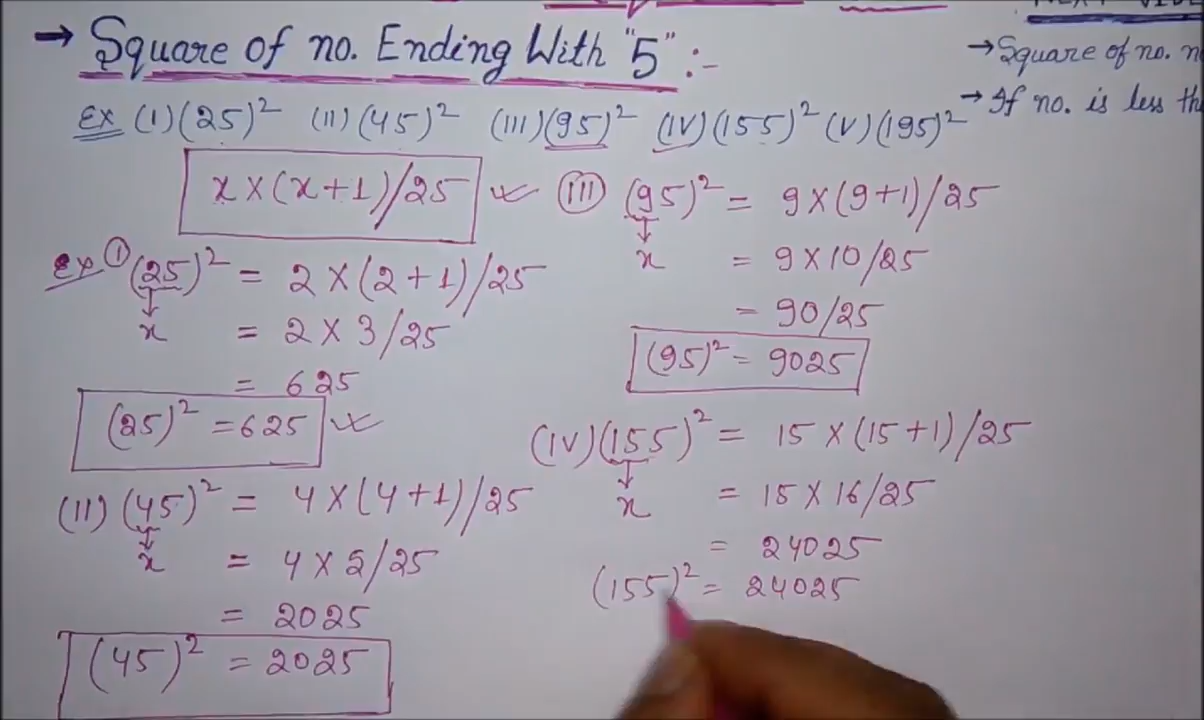 NEXT VIDEO
→ Square of no. Ending With "5" :-
→ Square of no. n
→ If no. is less th
Ex (I) (25)² (II) (45)² (III) (95)² (IV) (155)² (V) (195)²
x × (x+1)/25
Ex ① (25)² = 2 × (2+1)/25
x = 2 × 3/25
= 625
(25)² = 625
(II) (45)² = 4 × (4+1)/25
x = 4 × 5/25
= 2025
(45)² = 2025
(III) (95)² = 9 × (9+1)/25
x = 9 × 10/25
= 90/25
(95)² = 9025
(IV) (155)² = 15 × (15+1)/25
x = 15 × 16/25
= 24025
(155)² = 24025